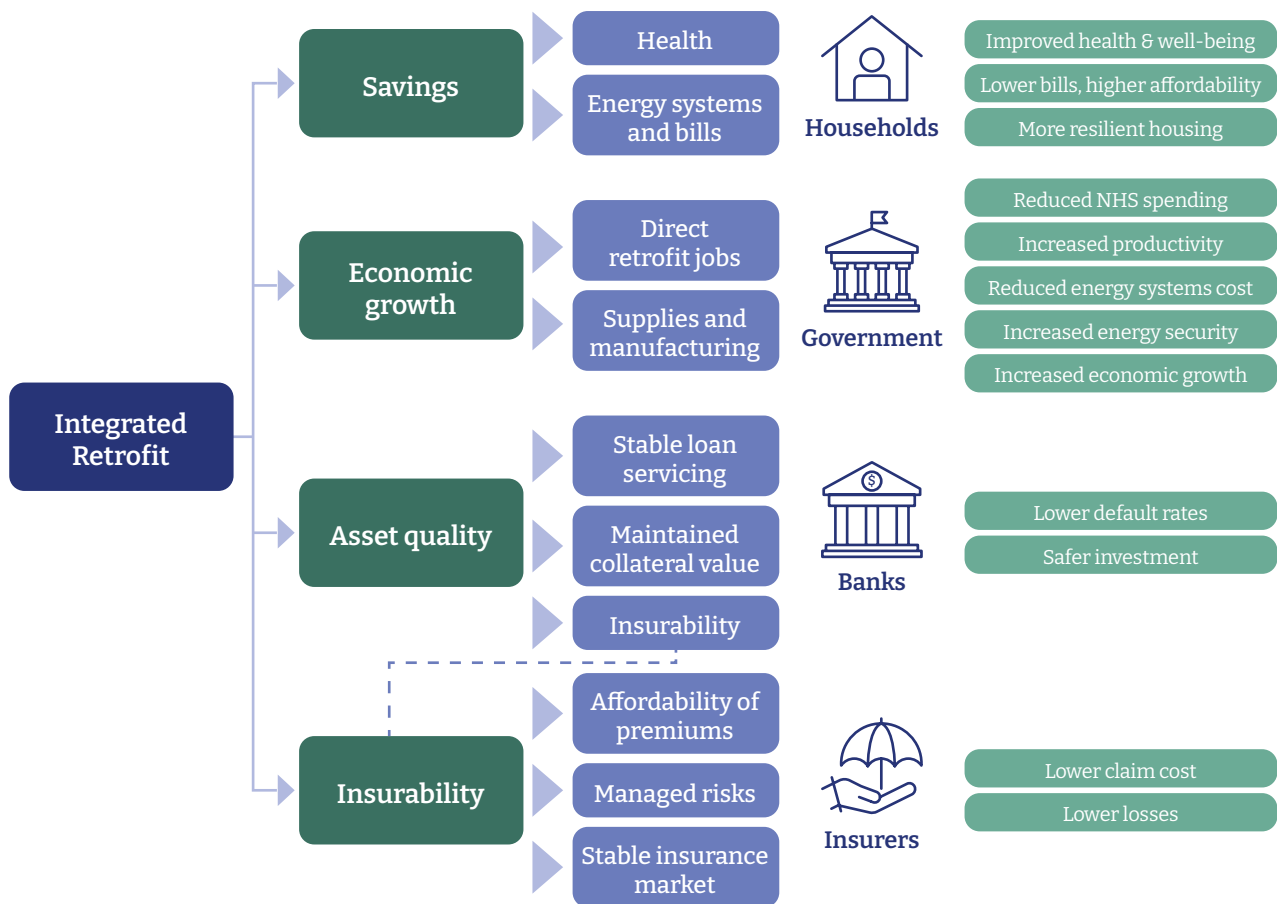 Integrated
Retrofit
Savings
Health
Energy systems
and bills
Households
Improved health & well-being
Lower bills, higher affordability
More resilient housing
Economic
growth
Direct
retrofit jobs
Supplies and
manufacturing
Government
Reduced NHS spending
Increased productivity
Reduced energy systems cost
Increased energy security
Increased economic growth
Asset quality
Stable loan
servicing
Maintained
collateral value
Insurability
$
Banks
Lower default rates
Safer investment
Insurability
Affordability of
premiums
Managed risks
Stable insurance
market
Insurers
Lower claim cost
Lower losses